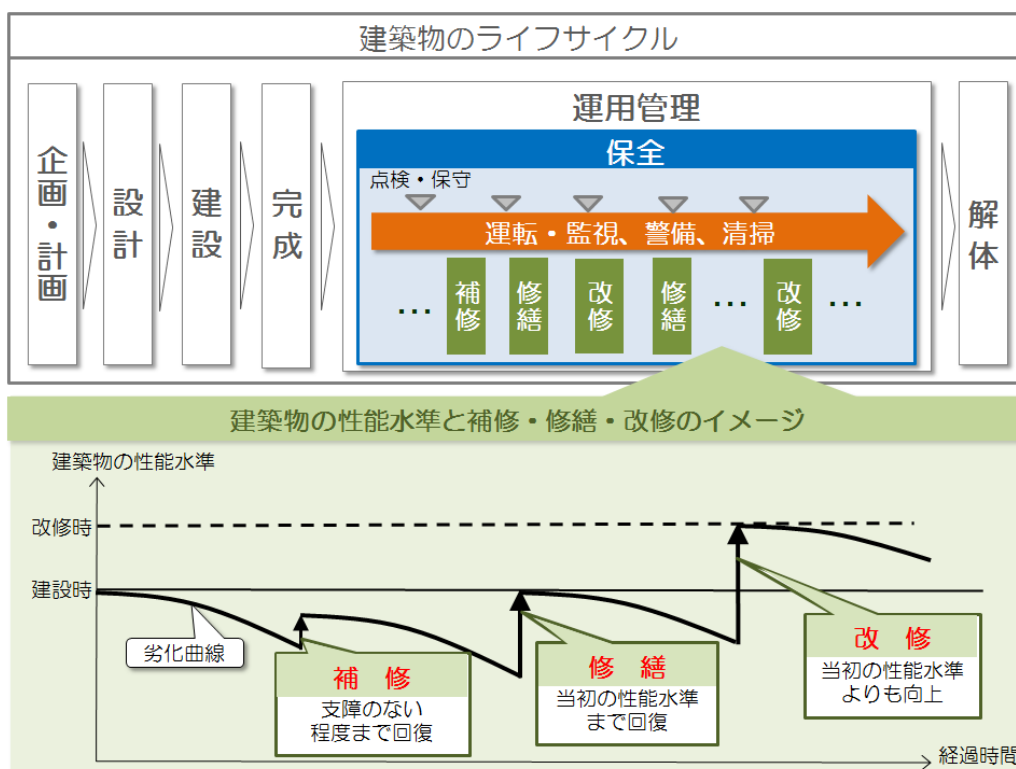 建築物のライフサイクル
企画・計画
設計
建設
完成
運用管理
保全
点検・保守
運転・監視、警備、清掃
…
補修
修繕
改修
修繕
…
改修
…
解体
建築物の性能水準と補修・修繕・改修のイメージ
建築物の性能水準
改修時
建設時
劣化曲線
補 修
支障のない
程度まで回復
修 繕
当初の性能水準
まで回復
改 修
当初の性能水準
よりも向上
経過時間